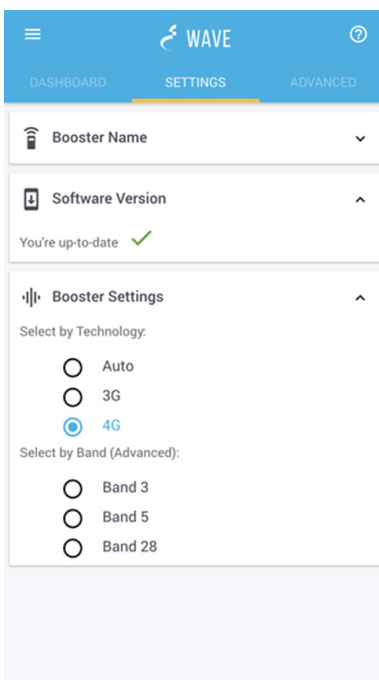 WAVE
DASHBOARD SETTINGS ADVANCED
Booster Name
Software Version
You're up-to-date
Booster Settings
Select by Technology:
Auto
3G
4G
Select by Band (Advanced):
Band 3
Band 5
Band 28